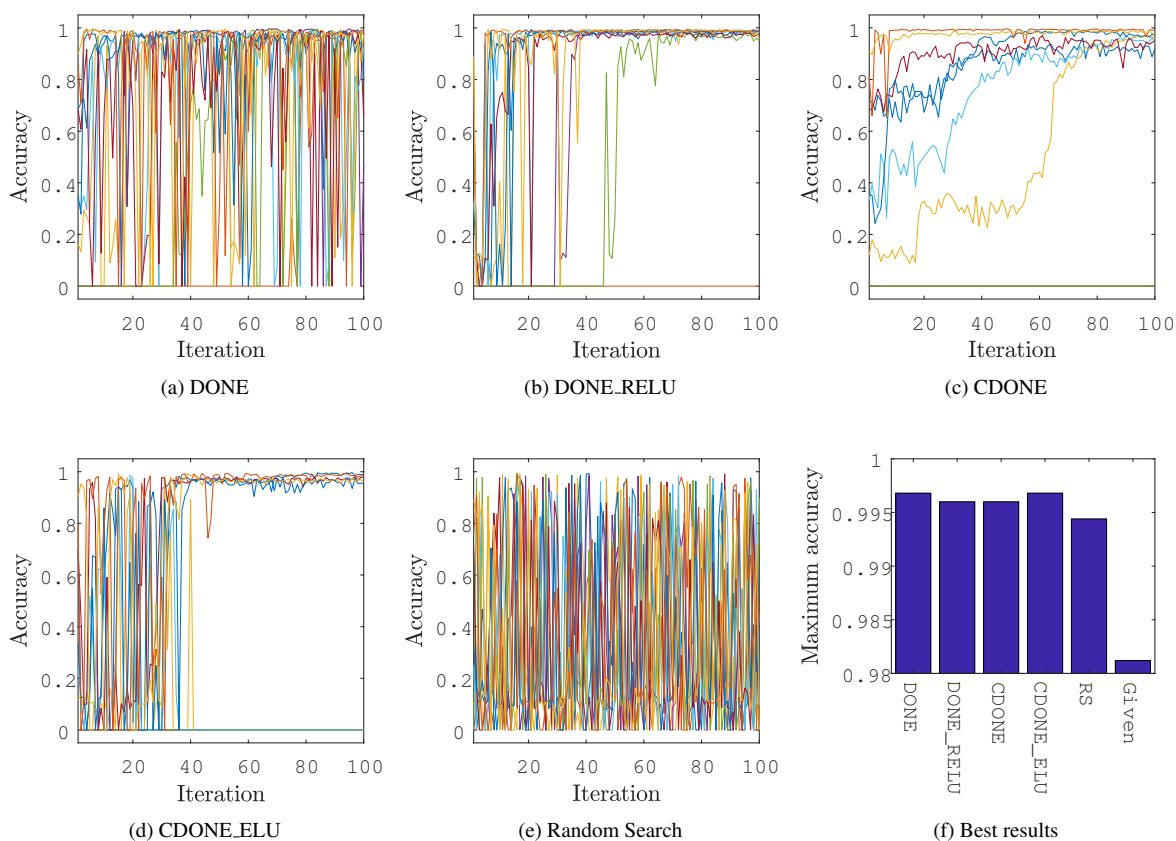 1
0.8
0.6
0.4
0.2
0
Accuracy
20 40 60 80 100
Iteration
(a) DONE
1
0.8
0.6
0.4
0.2
0
Accuracy
20 40 60 80 100
Iteration
(b) DONE_RELU
1
0.8
0.6
0.4
0.2
0
Accuracy
20 40 60 80 100
Iteration
(c) CDONE
1
0.8
0.6
0.4
0.2
0
Accuracy
20 40 60 80 100
Iteration
(d) CDONE_ELU
1
0.8
0.6
0.4
0.2
0
Accuracy
20 40 60 80 100
Iteration
(e) Random Search
1
0.995
0.99
0.985
0.98
Maximum accuracy
DONE
DONE_RELU
CDONE
CDONE_ELU
RS
Given
(f) Best results